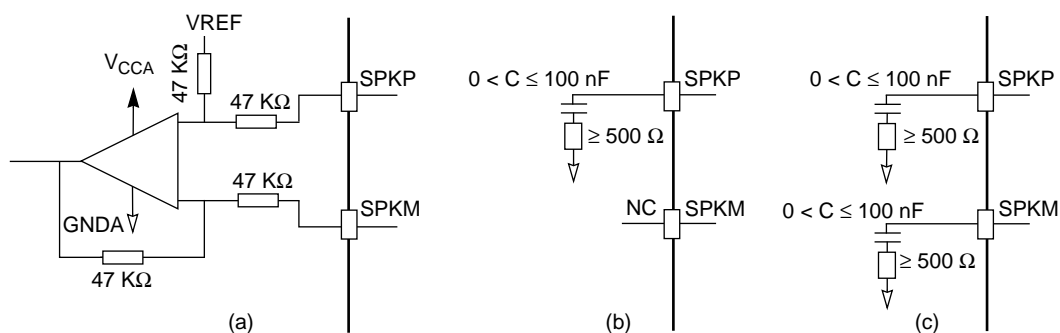 VREF
V_CCA
47 KΩ
47 KΩ
SPKP
47 KΩ
SPKM
GNDA
47 KΩ
(a)
0 < C ≤ 100 nF
SPKP
≥ 500 Ω
NC
SPKM
(b)
0 < C ≤ 100 nF
SPKP
≥ 500 Ω
0 < C ≤ 100 nF
SPKM
≥ 500 Ω
(c)